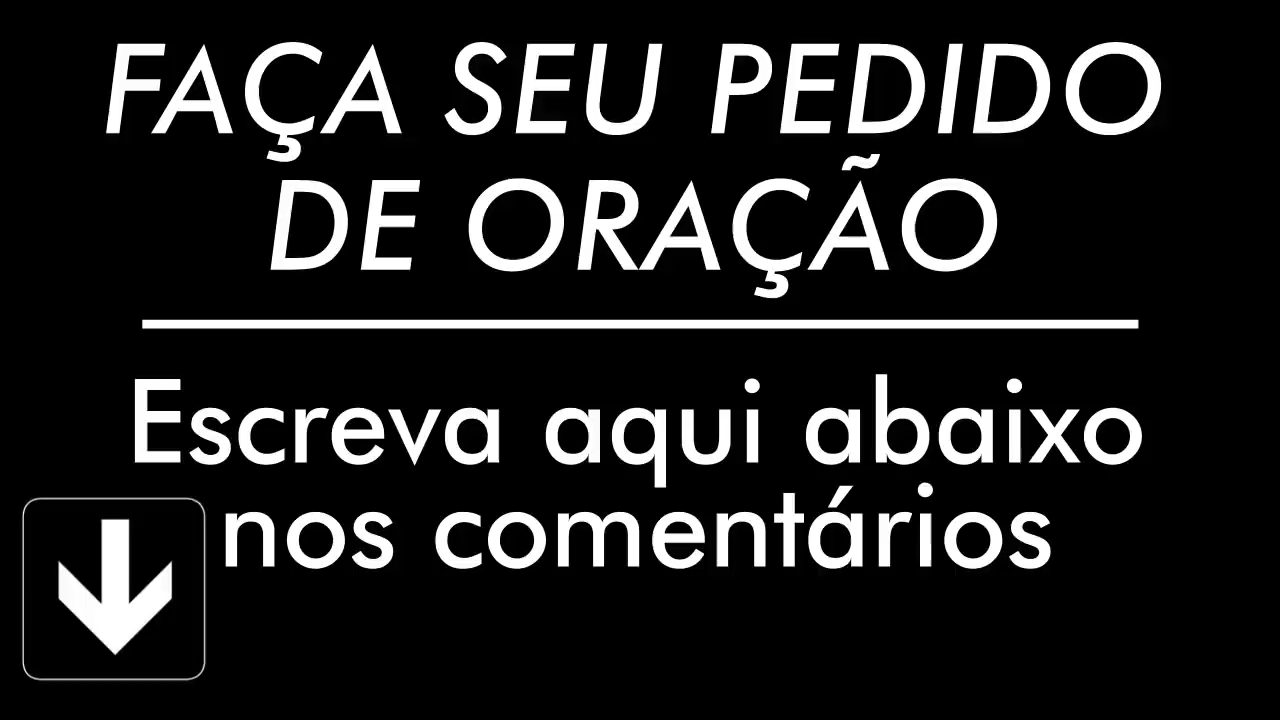 FAÇA SEU PEDIDO
DE ORAÇÃO
Escreva aqui abaixo
nos comentários